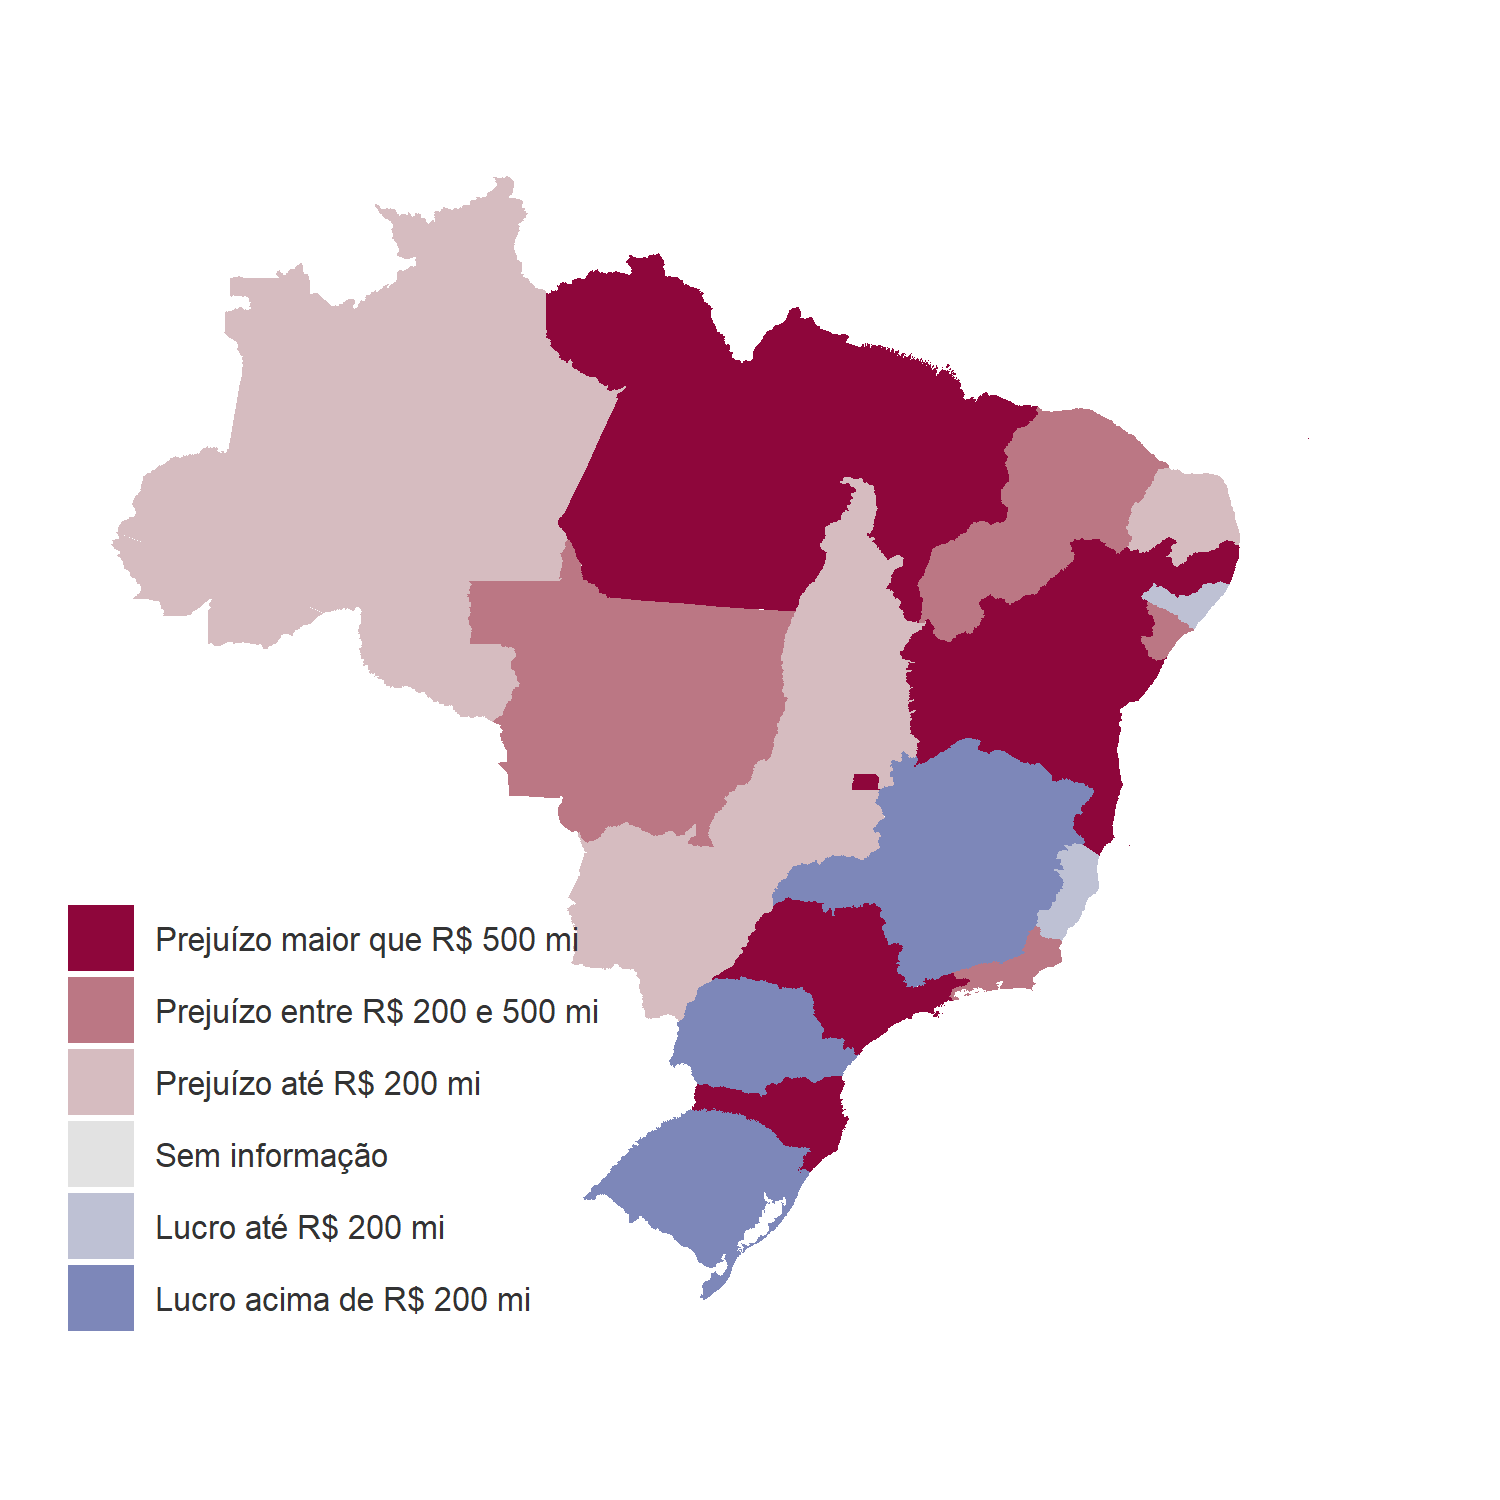 Prejuízo maior que R$ 500 mi
Prejuízo entre R$ 200 e 500 mi
Prejuízo até R$ 200 mi
Sem informação
Lucro até R$ 200 mi
Lucro acima de R$ 200 mi